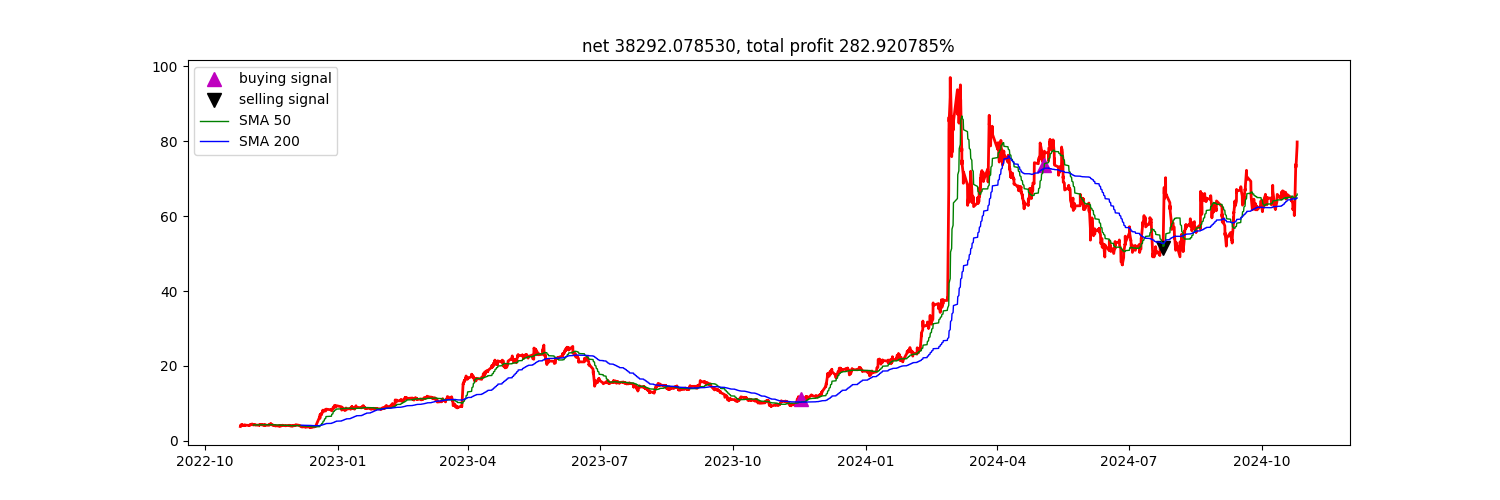 net 38292.078530, total profit 282.920785%
buying signal
selling signal
SMA 50
SMA 200
100
80
60
40
20
0
2022-10 2023-01 2023-04 2023-07 2023-10 2024-01 2024-04 2024-07 2024-10